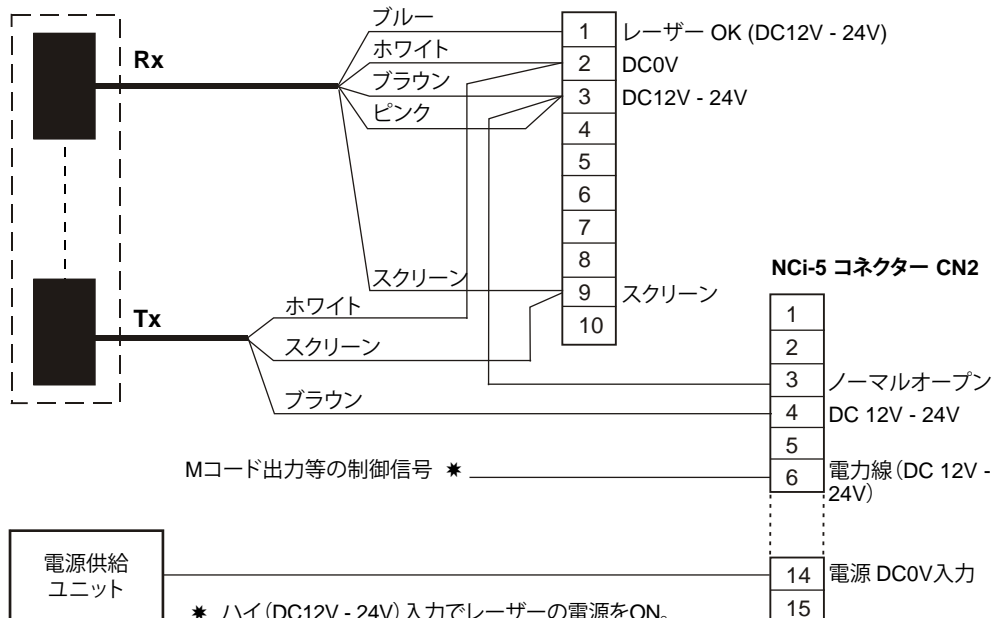 ブルー
ホワイト
ブラウン
ピンク
Rx
1 レーザー OK (DC12V - 24V)
2 DC0V
3 DC12V - 24V
4
5
6
7
8
スクリーン
9 スクリーン
10
NCi-5 コネクター CN2
Tx
ホワイト
スクリーン
ブラウン
1
2
3 ノーマルオープン
4 DC 12V - 24V
5
Mコード出力等の制御信号 ✷
6 電力線(DC 12V -
24V)
電源供給
ユニット
14 電源 DC0V入力
15
✷ ハイ(DC12V - 24V)入力でレーザーの電源をON。